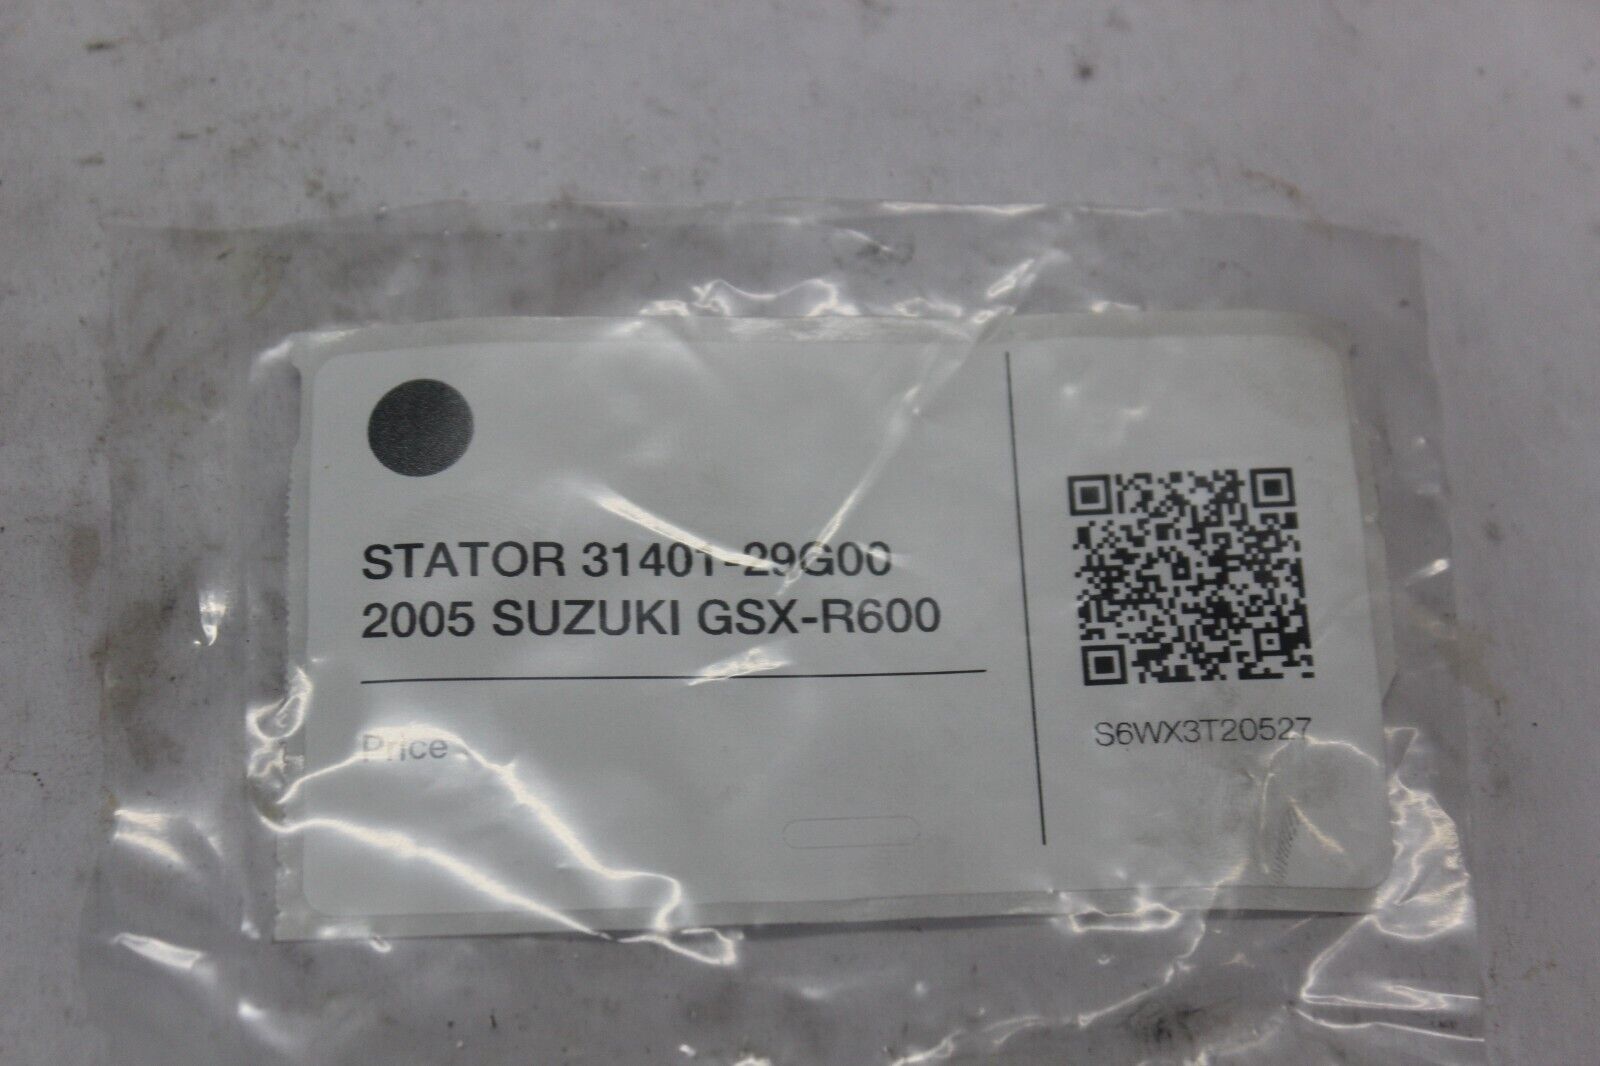 STATOR 31401-29G00
2005 SUZUKI GSX-R600
Price
S6WX3T20527